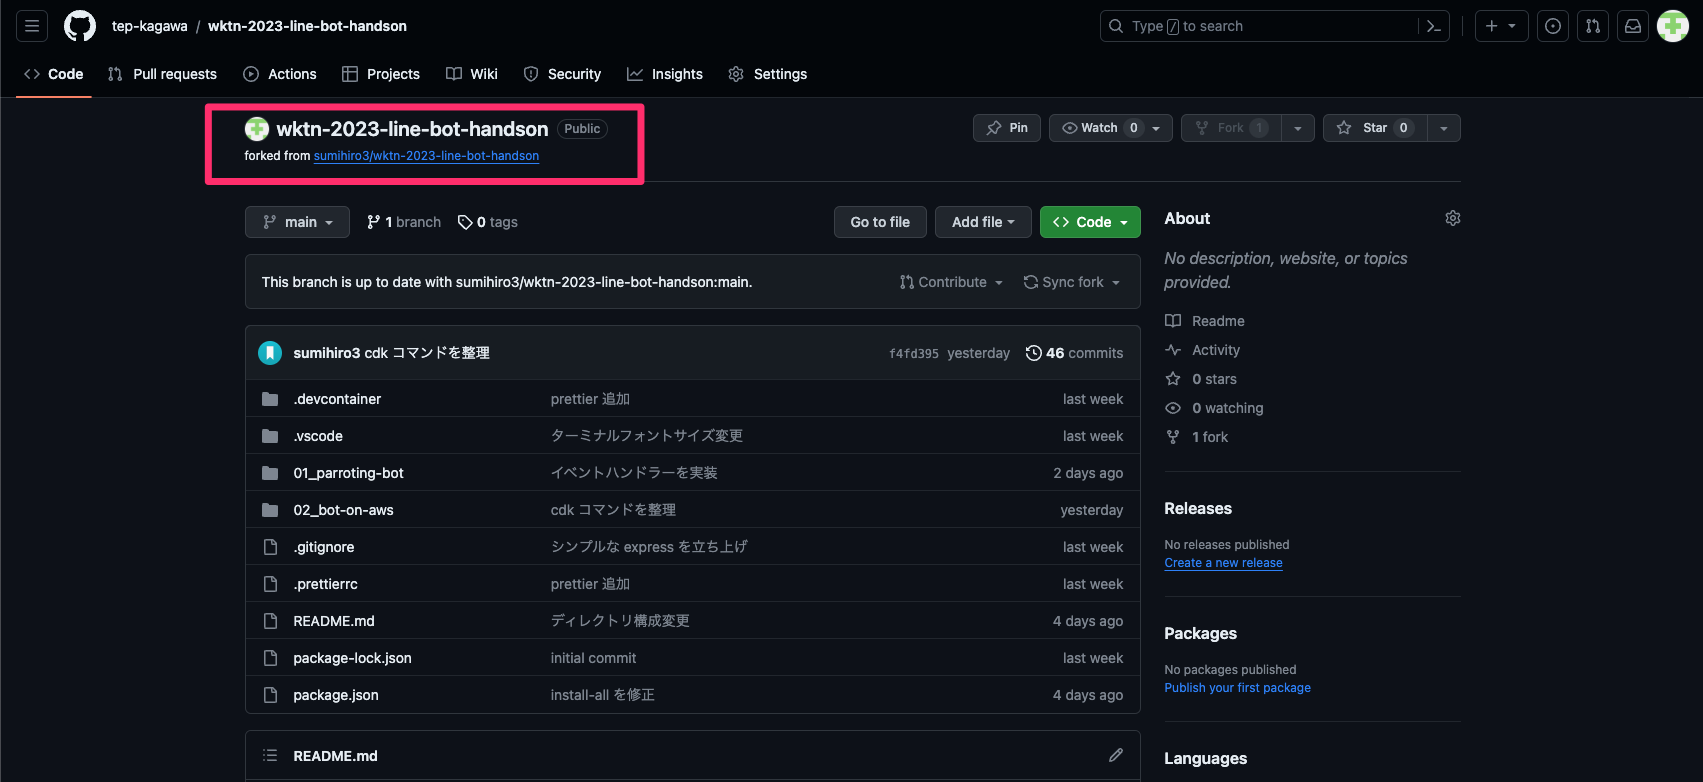 tep-kagawa / wktn-2023-line-bot-handson
Type / to search
Code Pull requests Actions Projects Wiki Security Insights Settings
wktn-2023-line-bot-handson Public
forked from sumihiro3/wktn-2023-line-bot-handson
Pin Watch 0 Fork 1 Star 0
main 1 branch 0 tags Go to file Add file Code
This branch is up to date with sumihiro3/wktn-2023-line-bot-handson:main. Contribute Sync fork
sumihiro3 cdk コマンドを整理 f4fd395 yesterday 46 commits
.devcontainer prettier 追加 last week
.vscode ターミナルフォントサイズ変更 last week
01_parroting-bot イベントハンドラーを実装 2 days ago
02_bot-on-aws cdk コマンドを整理 yesterday
.gitignore シンプルな express を立ち上げ last week
.prettierrc prettier 追加 last week
README.md ディレクトリ構成変更 4 days ago
package-lock.json initial commit last week
package.json install-all を修正 4 days ago
README.md
About
No description, website, or topics
provided.
Readme
Activity
0 stars
0 watching
1 fork
Releases
No releases published
Create a new release
Packages
No packages published
Publish your first package
Languages